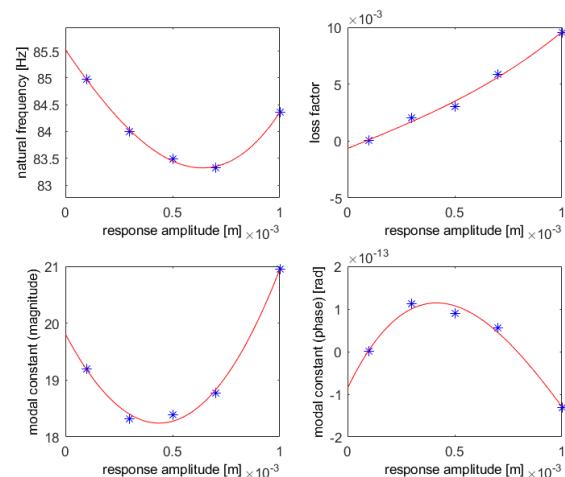 natural frequency [Hz]
85.5
85
84.5
84
83.5
83
0 0.5 1
response amplitude [m] ×10⁻³
×10⁻³
loss factor
10
5
0
-5
0 0.5 1
response amplitude [m] ×10⁻³
modal constant (magnitude)
21
20
19
18
0 0.5 1
response amplitude [m] ×10⁻³
×10⁻¹³
modal constant (phase) [rad]
2
1
0
-1
-2
0 0.5 1
response amplitude [m] ×10⁻³